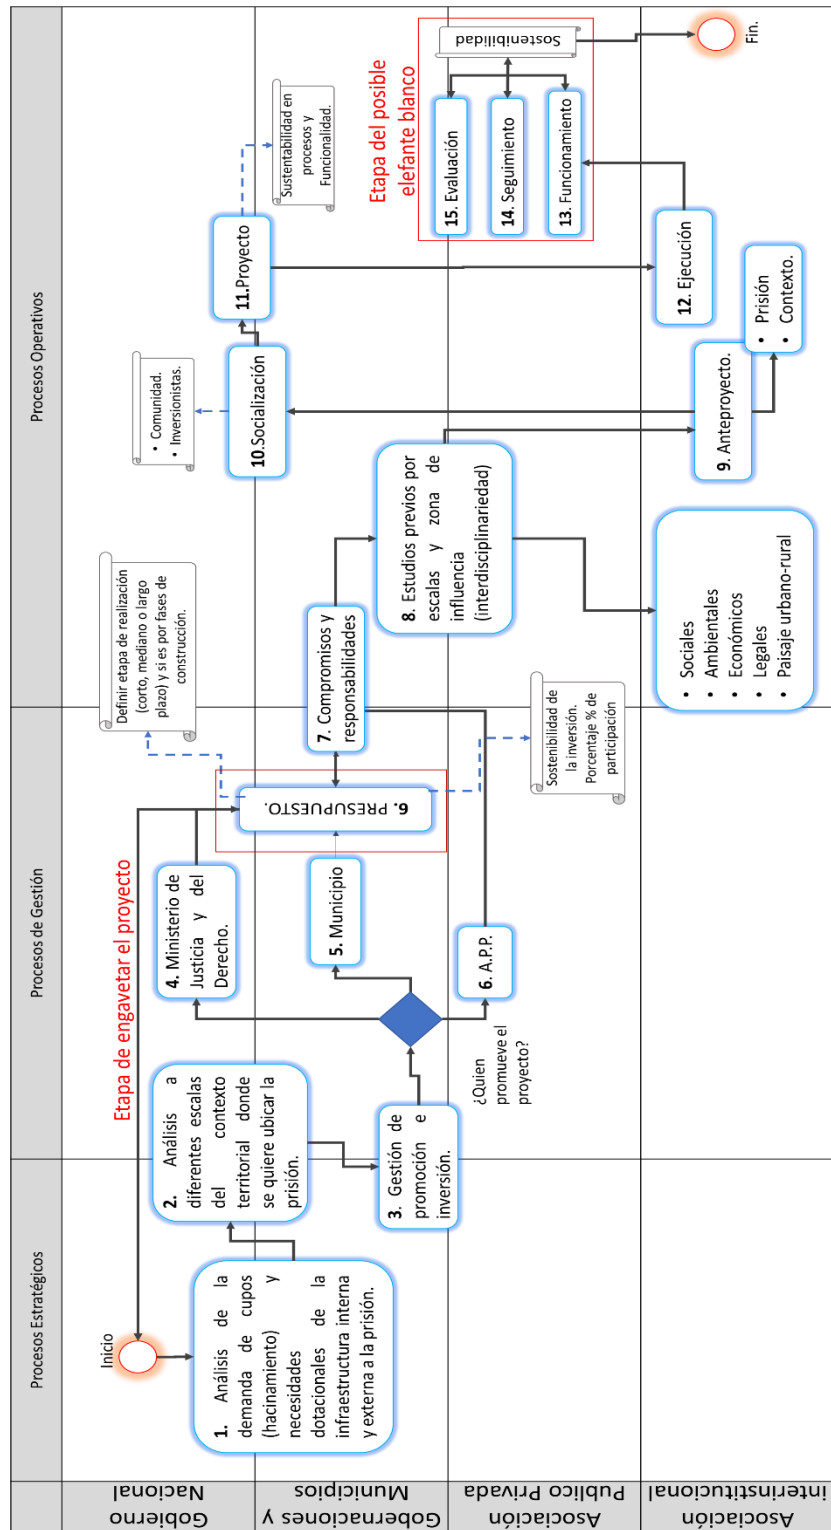 Procesos Estratégicos
Procesos de Gestión
Procesos Operativos
Gobierno
Nacional
Gobernaciones y
Municipios
Asociación
Publico Privada
Asociación
interinstitucional
Inicio
1. Análisis de la
demanda de cupos
(hacinamiento) y
necesidades
dotacionales de la
infraestructura interna
y externa a la prisión.
2. Análisis a
diferentes escalas
del contexto
territorial donde
se quiere ubicar la
prisión.
3. Gestión de
promoción e
inversión.
¿Quien
promueve el
proyecto?
Etapa de engavetar el proyecto
4. Ministerio de
Justicia y del
Derecho.
5. Municipio
6. A.P.P.
6. PRESUPUESTO.
Definir etapa de realización
(corto, mediano o largo
plazo) y si es por fases de
construcción.
Sostenibilidad de
la inversión.
Porcentaje % de
participación
7. Compromisos y
responsabilidades
8. Estudios previos por
escalas y zona de
influencia
(interdisciplinariedad)
• Sociales
• Ambientales
• Económicos
• Legales
• Paisaje urbano-rural
9. Anteproyecto.
• Prisión
• Contexto.
10.Socialización
• Comunidad.
• Inversionistas.
11.Proyecto
Sustentabilidad en
procesos y
Funcionalidad.
12. Ejecución
Etapa del posible
elefante blanco
15. Evaluación
14. Seguimiento
13. Funcionamiento
Sostenibilidad
Fin.